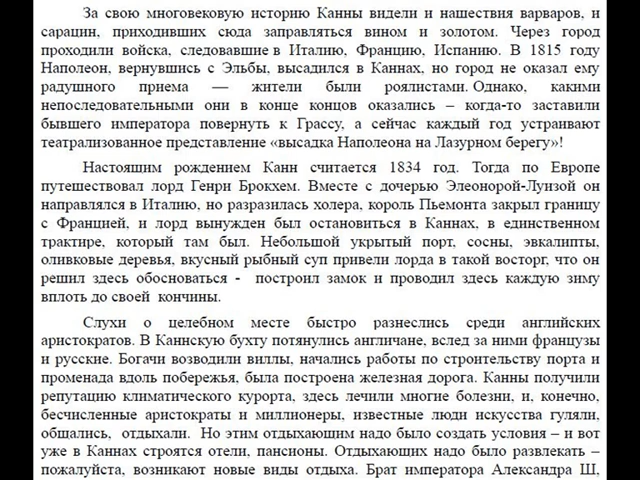 За свою многовековую историю Канны видели и нашествия варваров, и
сарацин, приходивших сюда заправляться вином и золотом. Через город
проходили войска, следовавшие в Италию, Францию, Испанию. В 1815 году
Наполеон, вернувшись с Эльбы, высадился в Каннах, но город не оказал ему
радушного приема — жители были роялистами. Однако, какими
непоследовательными они в конце концов оказались – когда-то заставили
бывшего императора повернуть к Грассу, а сейчас каждый год устраивают
театрализованное представление «высадка Наполеона на Лазурном берегу»!
Настоящим рождением Канн считается 1834 год. Тогда по Европе
путешествовал лорд Генри Брокхем. Вместе с дочерью Элеонорой-Луизой он
направлялся в Италию, но разразилась холера, король Пьемонта закрыл границу
с Францией, и лорд вынужден был остановиться в Каннах, в единственном
трактире, который там был. Небольшой укрытый порт, сосны, эвкалипты,
оливковые деревья, вкусный рыбный суп привели лорда в такой восторг, что он
решил здесь обосноваться - построил замок и проводил здесь каждую зиму
вплоть до своей кончины.
Слухи о целебном месте быстро разнеслись среди английских
аристократов. В Каннскую бухту потянулись англичане, вслед за ними французы
и русские. Богачи возводили виллы, начались работы по строительству порта и
променада вдоль побережья, была построена железная дорога. Канны получили
репутацию климатического курорта, здесь лечили многие болезни, и, конечно,
бесчисленные аристократы и миллионеры, известные люди искусства гуляли,
общались, отдыхали. Но этим отдыхающим надо было создать условия – и вот
уже в Каннах строятся отели, пансионы. Отдыхающих надо было развлекать –
пожалуйста, возникают новые виды отдыха. Брат императора Александра Ш,